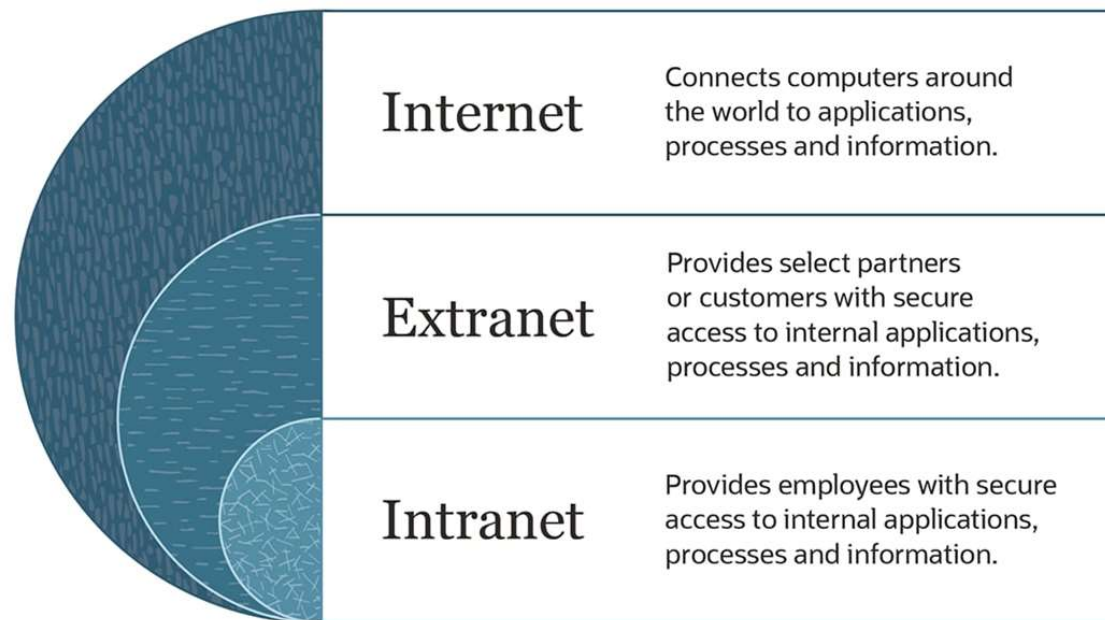 Internet
Connects computers around
the world to applications,
processes and information.
Extranet
Provides select partners
or customers with secure
access to internal applications,
processes and information.
Intranet
Provides employees with secure
access to internal applications,
processes and information.